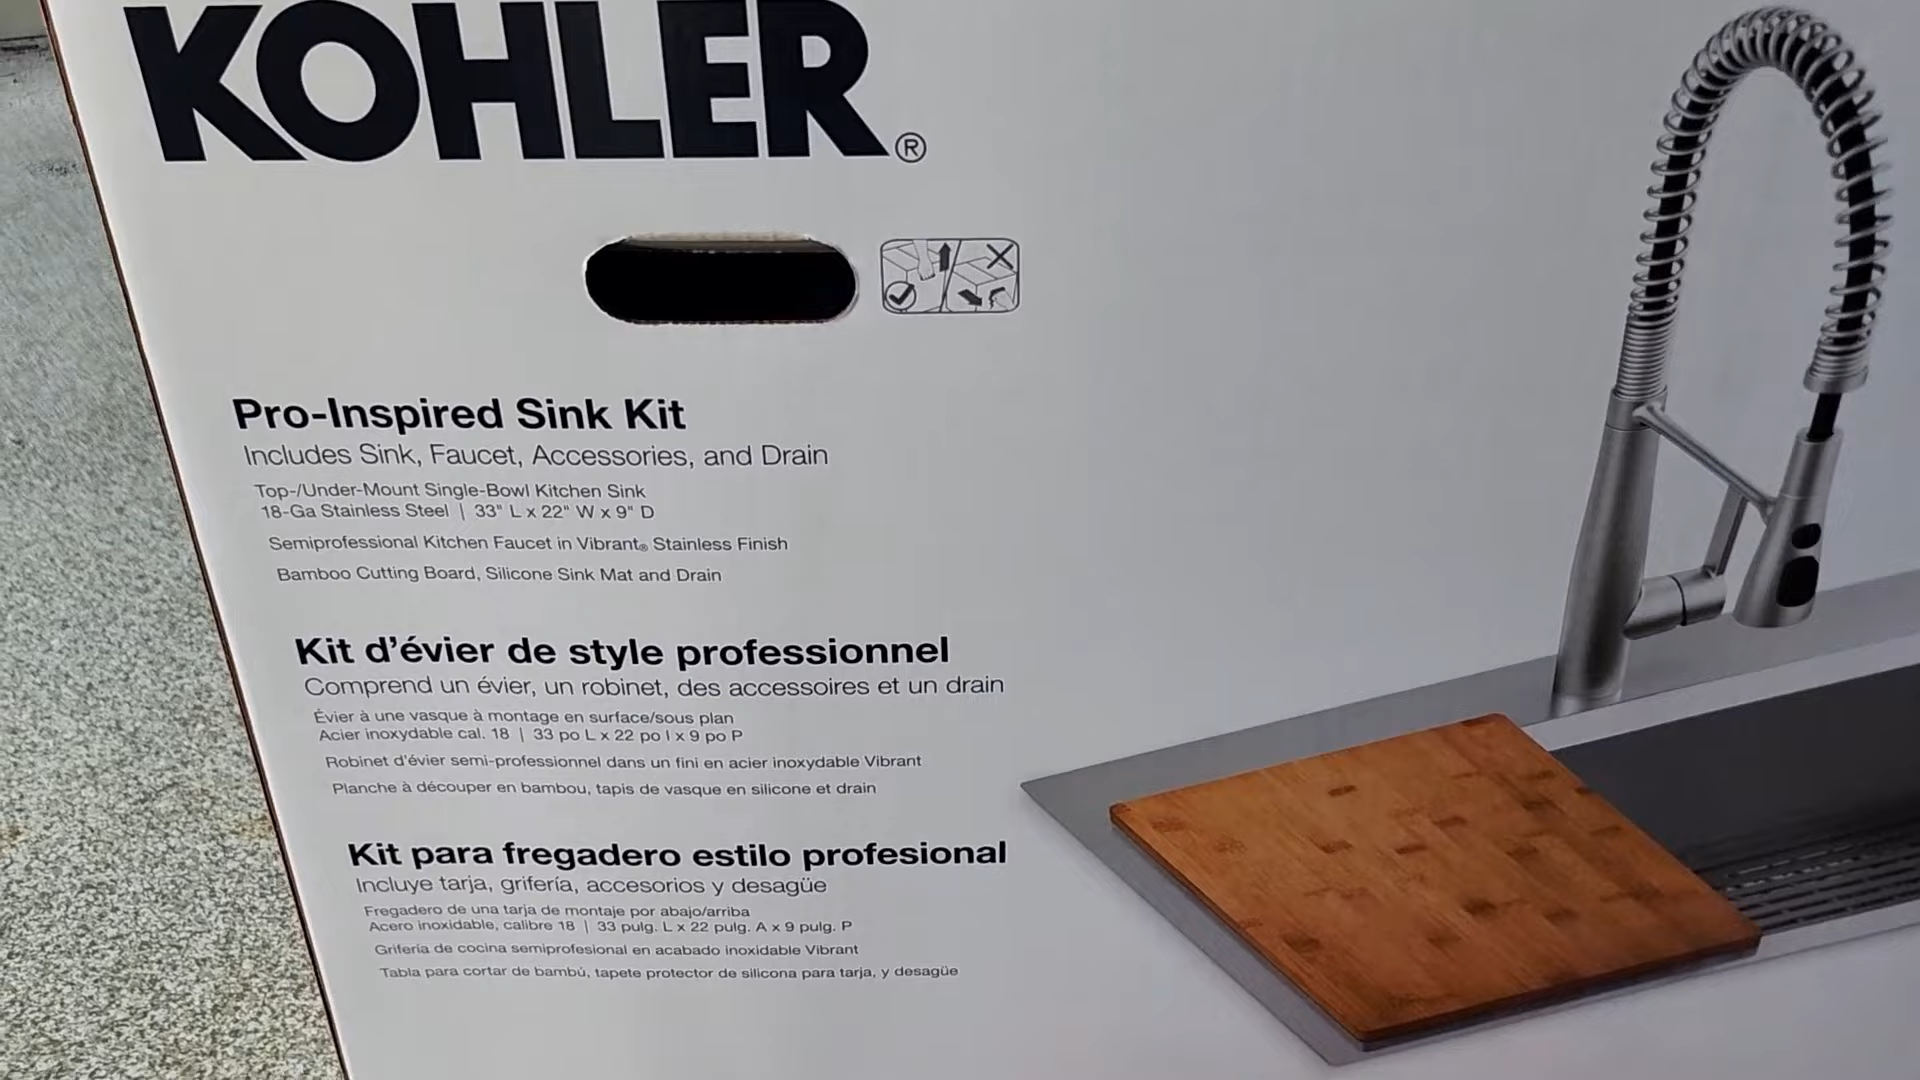 KOHLER®
Pro-Inspired Sink Kit
Includes Sink, Faucet, Accessories, and Drain
Top-/Under-Mount Single-Bowl Kitchen Sink
18-Ga Stainless Steel | 33" L x 22" W x 9" D
Semiprofessional Kitchen Faucet in Vibrant® Stainless Finish
Bamboo Cutting Board, Silicone Sink Mat and Drain
Kit d'évier de style professionnel
Comprend un évier, un robinet, des accessoires et un drain
Évier à une vasque à montage en surface/sous plan
Acier inoxydable cal. 18 | 33 po L x 22 po l x 9 po P
Robinet d'évier semi-professionnel dans un fini en acier inoxydable Vibrant
Planche à découper en bambou, tapis de vasque en silicone et drain
Kit para fregadero estilo profesional
Incluye tarja, grifería, accesorios y desagüe
Fregadero de una tarja de montaje por abajo/arriba
Acero inoxidable, calibre 18 | 33 pulg. L x 22 pulg. A x 9 pulg. P
Grifería de cocina semiprofesional en acabado inoxidable Vibrant
Tabla para cortar de bambú, tapete protector de silicona para tarja, y desagüe